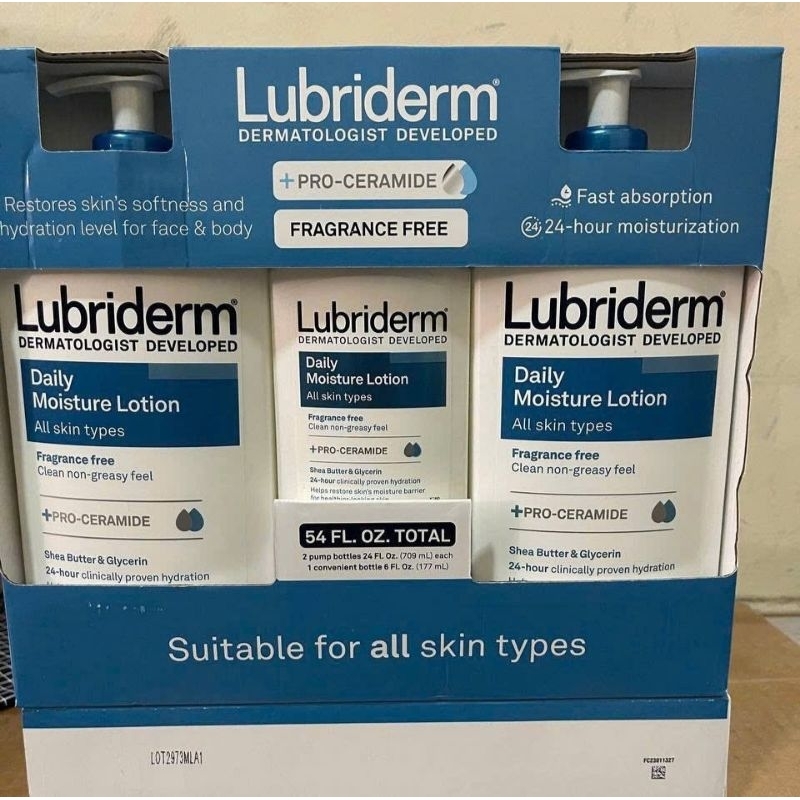 Lubriderm®
DERMATOLOGIST DEVELOPED
+PRO-CERAMIDE
FRAGRANCE FREE
Restores skin's softness and
hydration level for face & body
Fast absorption
24 24-hour moisturization
Lubriderm®
DERMATOLOGIST DEVELOPED
Daily
Moisture Lotion
All skin types
Fragrance free
Clean non-greasy feel
+PRO-CERAMIDE
Shea Butter & Glycerin
24-hour clinically proven hydration
Lubriderm®
DERMATOLOGIST DEVELOPED
Daily
Moisture Lotion
All skin types
Fragrance free
Clean non-greasy feel
+PRO-CERAMIDE
Shea Butter & Glycerin
24-hour clinically proven hydration
Helps restore skin's moisture barrier
for healthier-looking skin
54 FL. OZ. TOTAL
2 pump bottles 24 Fl. Oz. (709 mL) each
1 convenient bottle 6 Fl. Oz. (177 mL)
Lubriderm®
DERMATOLOGIST DEVELOPED
Daily
Moisture Lotion
All skin types
Fragrance free
Clean non-greasy feel
+PRO-CERAMIDE
Shea Butter & Glycerin
24-hour clinically proven hydration
Suitable for all skin types
LOT2973MLA1